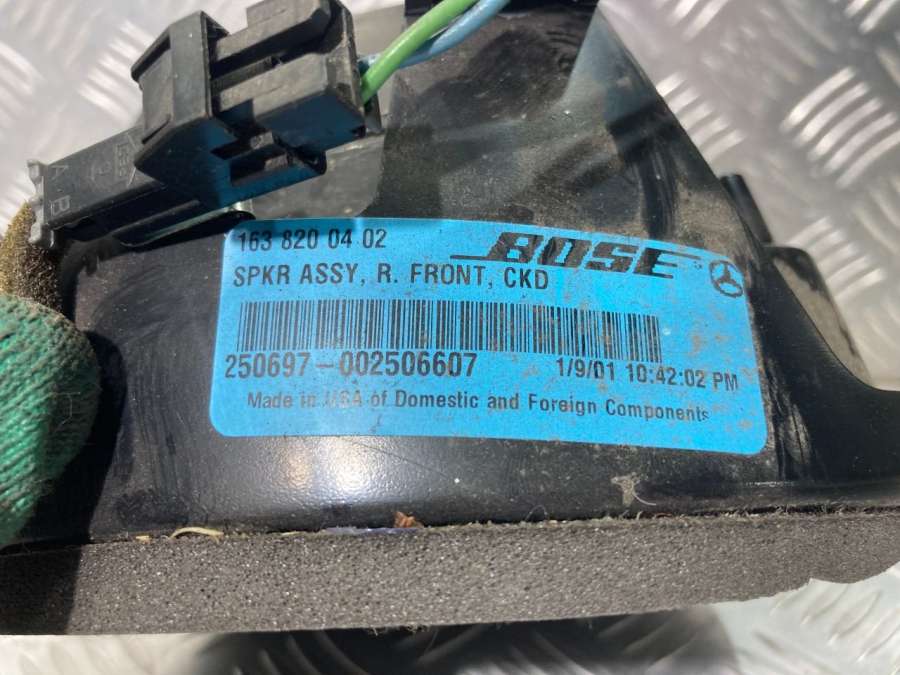 A B
163 820 04 02
BOSE
SPKR ASSY, R. FRONT, CKD
250697-002506607
1/9/01 10:42:02 PM
Made in USA of Domestic and Foreign Components